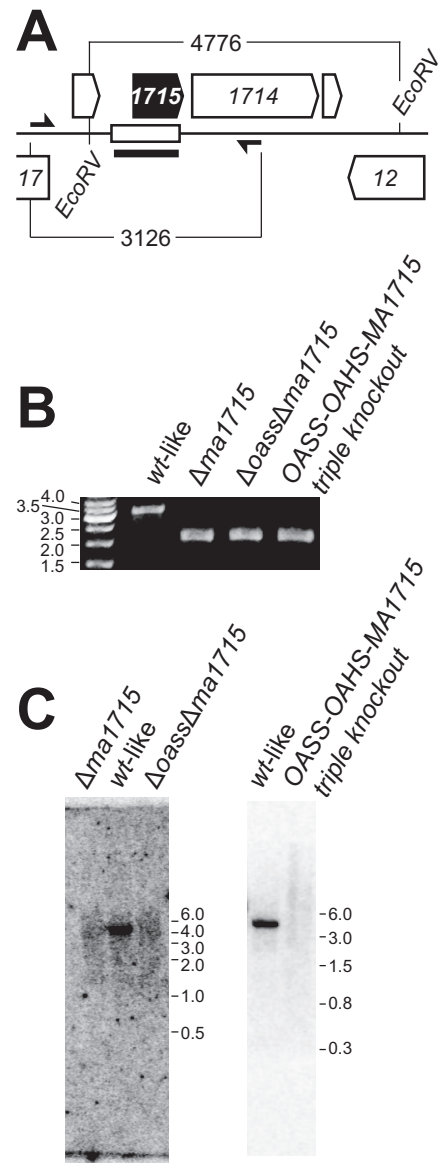 A
4776
1715
1714
EcoRV
17
EcoRV
12
3126
B
wt-like
Δma1715
ΔoassΔma1715
OASS-OAHS-MA1715
triple knockout
4.0
3.5
3.0
2.5
2.0
1.5
C
Δma1715
wt-like
ΔoassΔma1715
6.0
4.0
3.0
2.0
1.0
0.5
wt-like
OASS-OAHS-MA1715
triple knockout
6.0
3.0
1.5
0.8
0.3